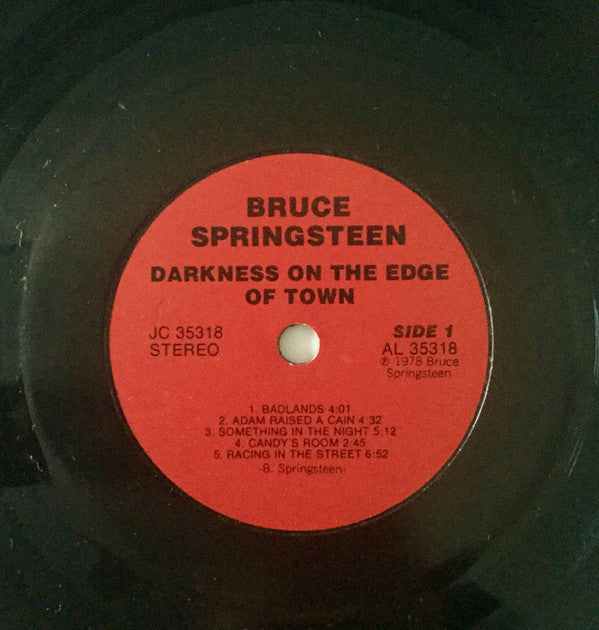 BRUCE
SPRINGSTEEN
DARKNESS ON THE EDGE
OF TOWN
JC 35318
STEREO
SIDE 1
AL 35318
℗ 1978 Bruce
Springsteen
1. BADLANDS 4:01
2. ADAM RAISED A CAIN 4:32
3. SOMETHING IN THE NIGHT 5:12
4. CANDY'S ROOM 2:45
5. RACING IN THE STREET 6:52
-B. Springsteen-